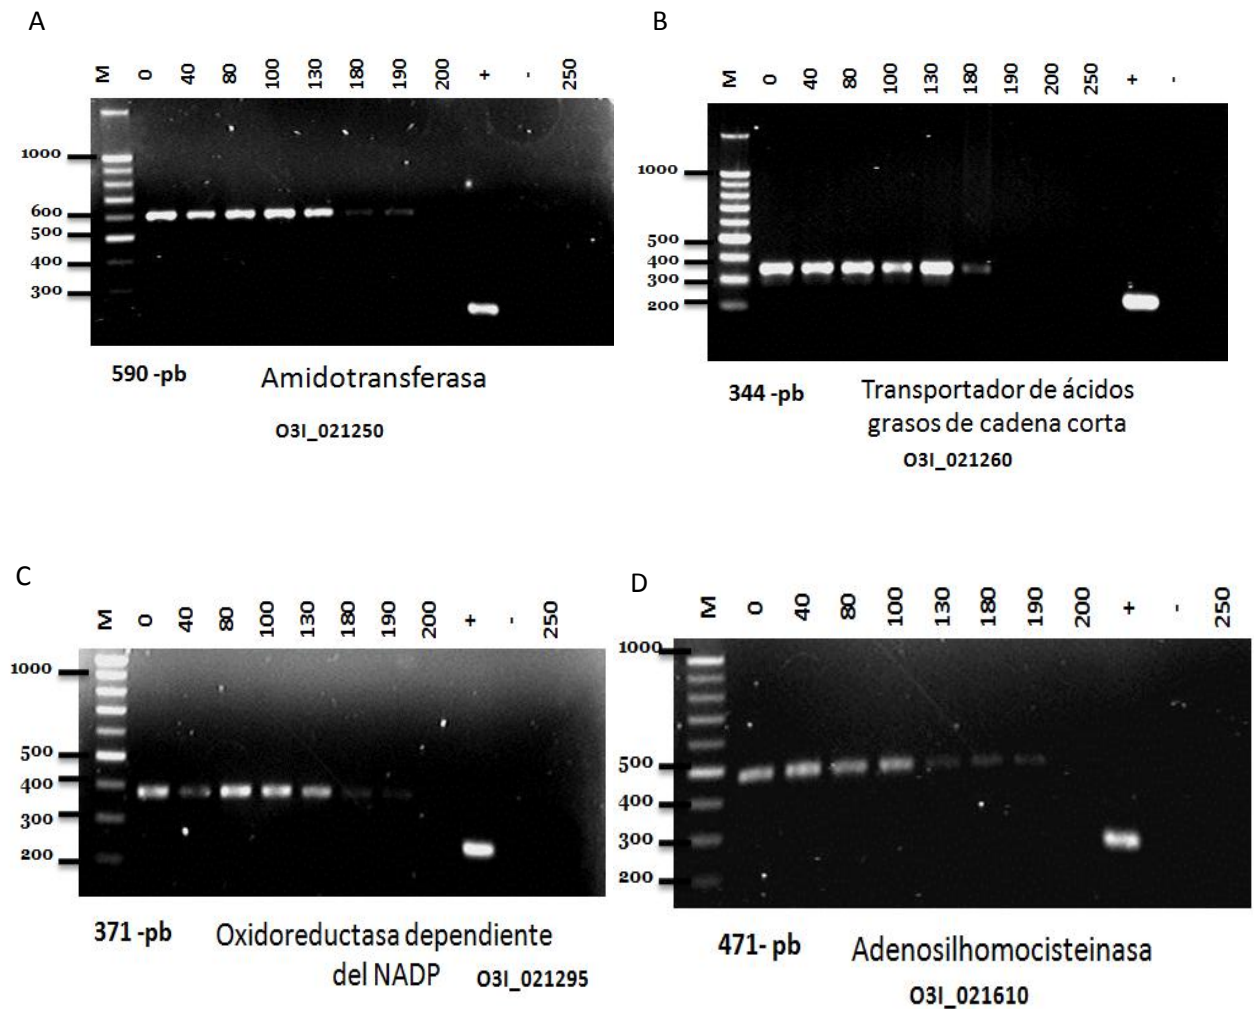 A
M 0 40 80 100 130 180 190 200 + - 250
1000
600
500
400
300
590 -pb Amidotransferasa
O3I_021250
B
M 0 40 80 100 130 180 190 200 250 + -
1000
500
400
300
200
344 -pb Transportador de ácidos
grasos de cadena corta
O3I_021260
C
M 0 40 80 100 130 180 190 200 + - 250
1000
500
400
300
200
371 -pb Oxidoreductasa dependiente
del NADP O3I_021295
D
M 0 40 80 100 130 180 190 200 + - 250
1000
500
400
300
200
471- pb Adenosilhomocisteinasa
O3I_021610